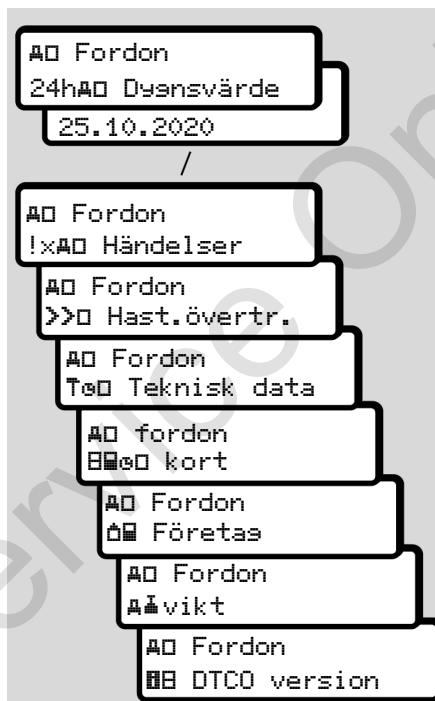 Fordon
24h Dygnsvärde
25.10.2020
/
Fordon
!x Händelser
Fordon
>> Hast.övertr.
Fordon
Teknisk data
fordon
kort
Fordon
Företag
Fordon
vikt
Fordon
DTCO version